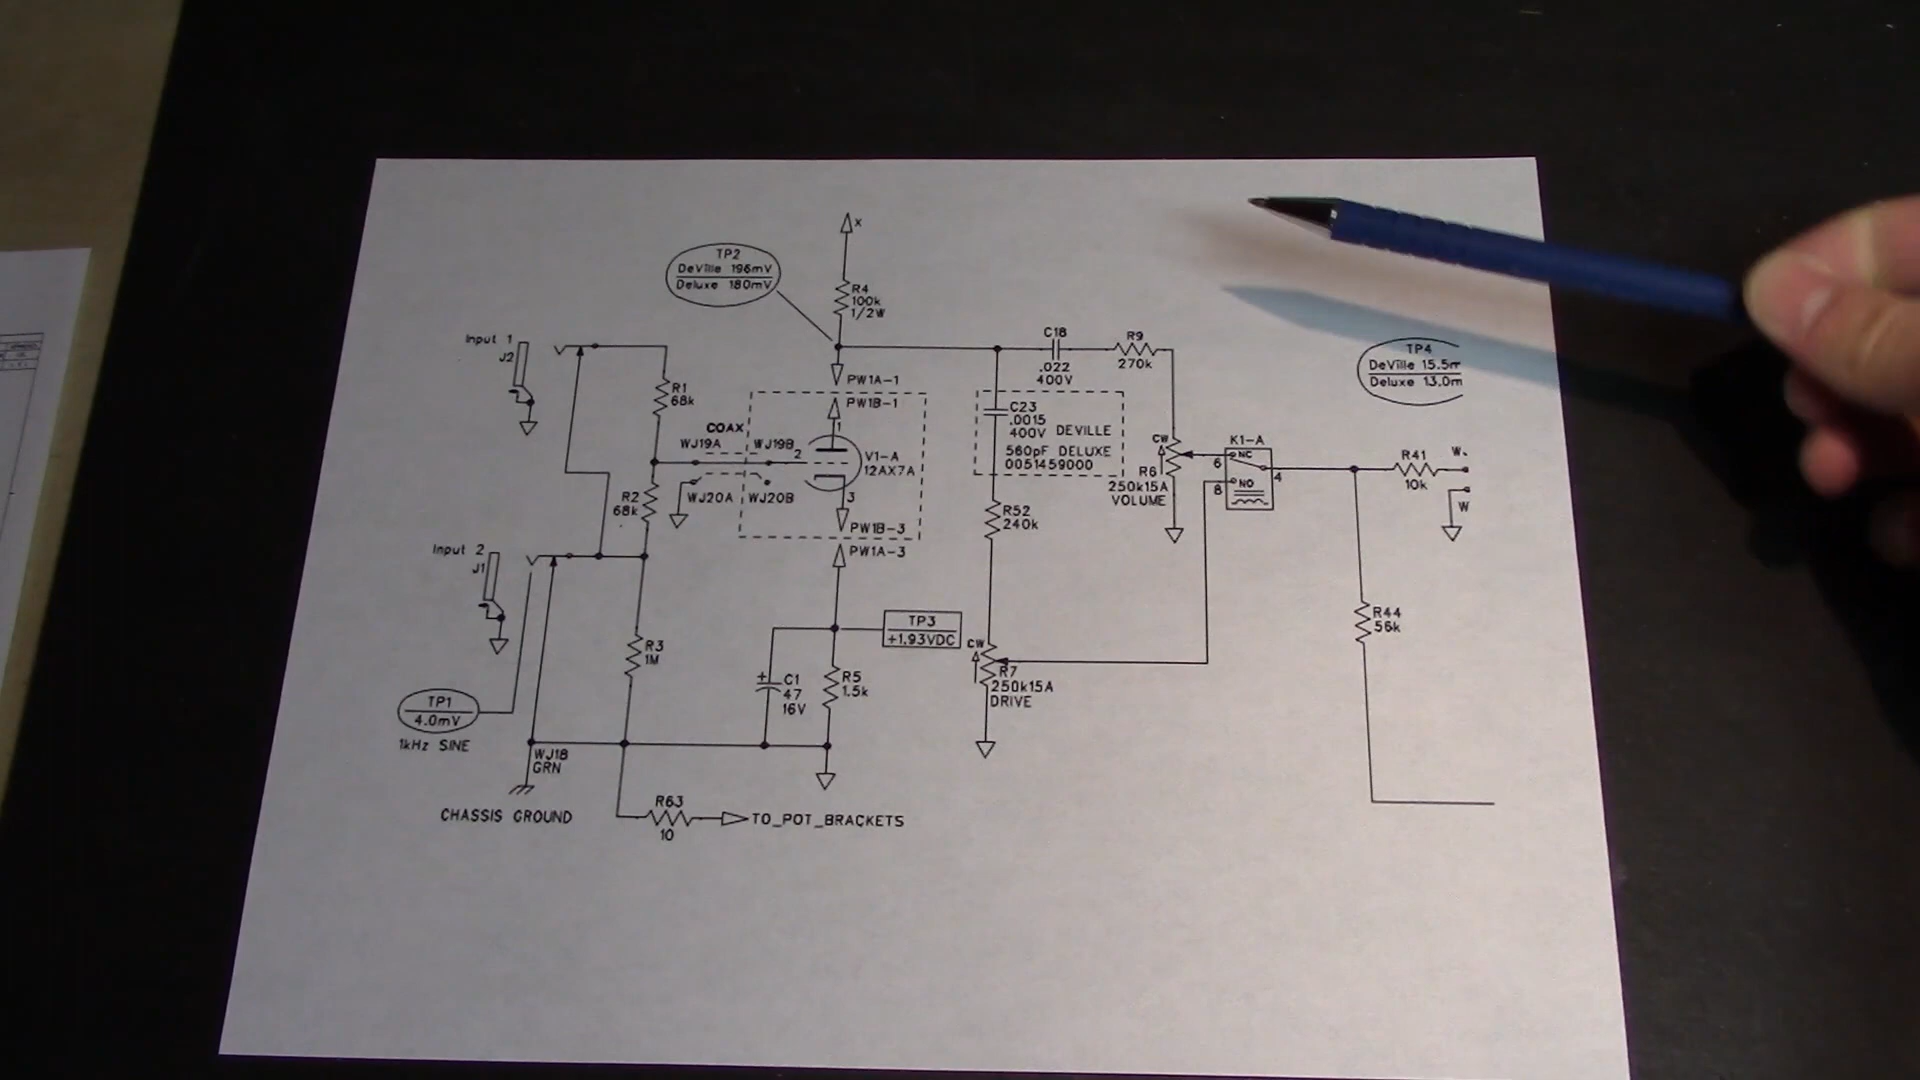 X
TP2
DeVille 196mV
Deluxe 180mV
R4
100k
1/2W
Input 1
J2
C18
.022
400V
R9
270k
TP4
DeVille 15.5m
Deluxe 13.0m
PW1A-1
PW1B-1
R1
68k
COAX
WJ19A
WJ19B
1
2
3
V1-A
12AX7A
C23
.0015
400V DEVILLE
560pF DELUXE
0051459000
CW
R6
250k15A
VOLUME
K1-A
6
NC
4
8
NO
R41
10k
W
W
R2
68k
WJ20A
WJ20B
PW1B-3
PW1A-3
R52
240k
Input 2
J1
R44
56k
TP3
+1.93VDC
R3
1M
+
C1
47
16V
R5
1.5k
CW
R7
250k15A
DRIVE
TP1
4.0mV
1kHz SINE
WJ18
GRN
CHASSIS GROUND
R63
10
TO_POT_BRACKETS